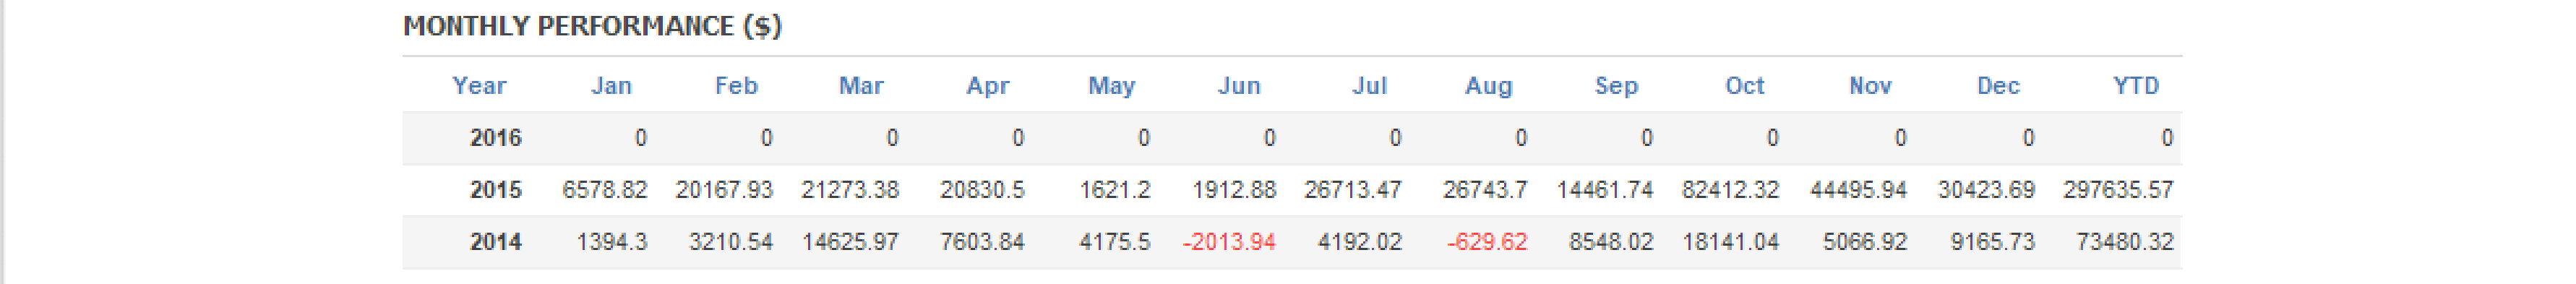 MONTHLY PERFORMANCE ($)
Year Jan Feb Mar Apr May Jun Jul Aug Sep Oct Nov Dec YTD
2016 0 0 0 0 0 0 0 0 0 0 0 0 0
2015 6578.82 20167.93 21273.38 20830.5 1621.2 1912.88 26713.47 26743.7 14461.74 82412.32 44495.94 30423.69 297635.57
2014 1394.3 3210.54 14625.97 7603.84 4175.5 -2013.94 4192.02 -629.62 8548.02 18141.04 5066.92 9165.73 73480.32